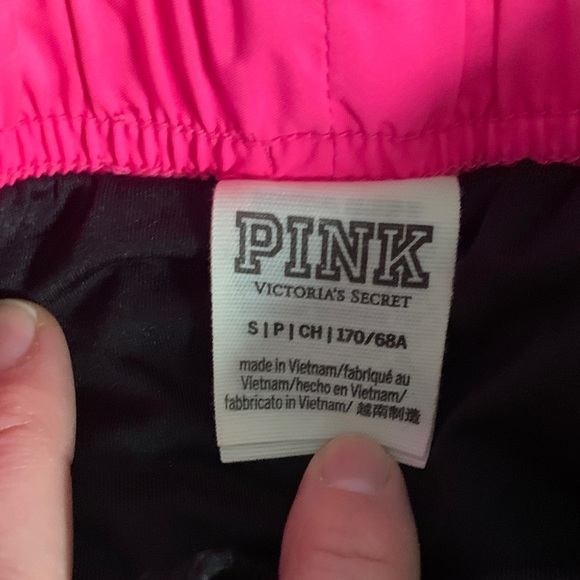 PINK
VICTORIA'S SECRET
S | P | CH | 170/68A
made in Vietnam/fabriqué au
Vietnam/hecho en Vietnam/
fabbricato in Vietnam/ 越南制造